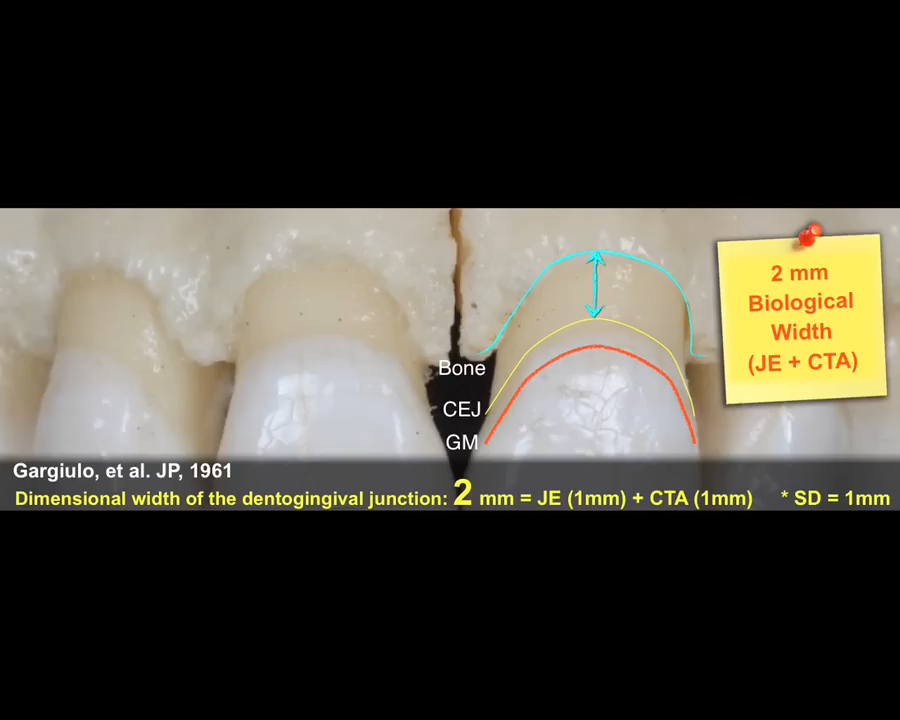 2 mm
Biological
Width
(JE + CTA)
Bone
CEJ
GM
Gargiulo, et al. JP, 1961
Dimensional width of the dentogingival junction: 2 mm = JE (1mm) + CTA (1mm) * SD = 1mm